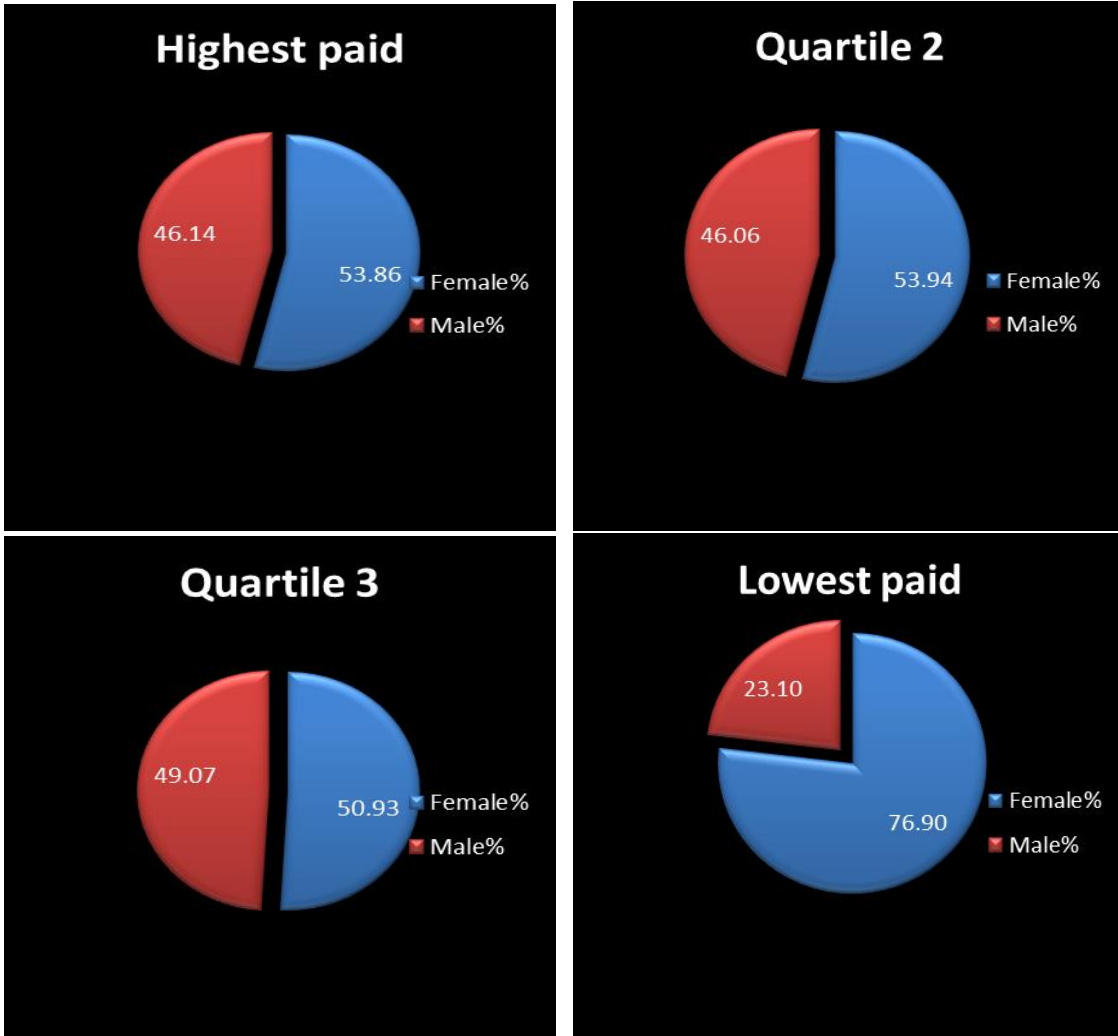 Highest paid
46.14
53.86
Female%
Male%
Quartile 2
46.06
53.94
Female%
Male%
Quartile 3
49.07
50.93
Female%
Male%
Lowest paid
23.10
76.90
Female%
Male%